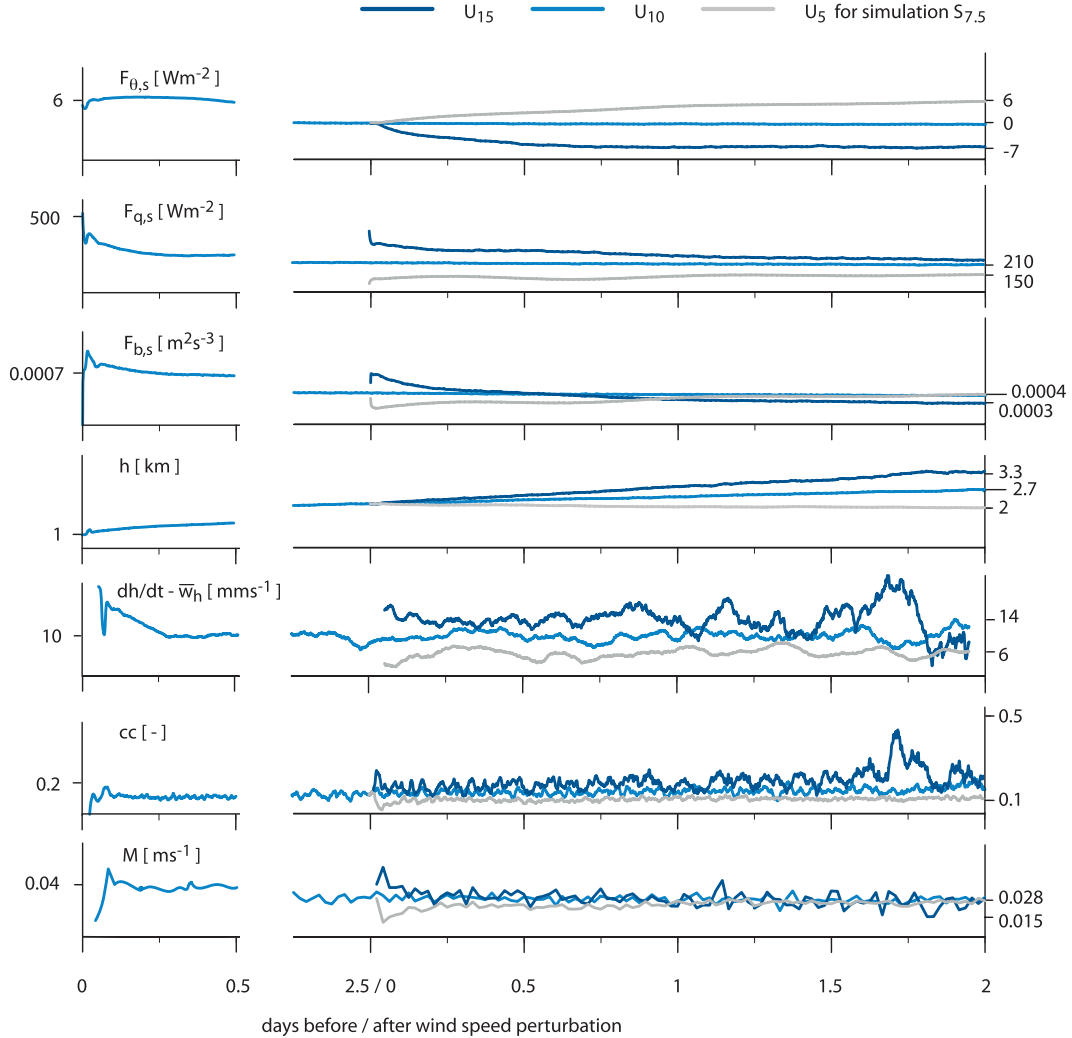 U15 U10 U5 for simulation S7.5
Fθ,s [ Wm-2 ]
6 6
0
-7
Fq,s [ Wm-2 ]
500
210
150
Fb,s [ m2s-3 ]
0.0007
0.0004
0.0003
h [ km ]
3.3
2.7
1 2
dh/dt - w̅h [ mms-1 ]
10 14
6
cc [ - ]
0.5
0.2
0.1
M [ ms-1 ]
0.04
0.028
0.015
0 0.5 2.5 / 0 0.5 1 1.5 2
days before / after wind speed perturbation